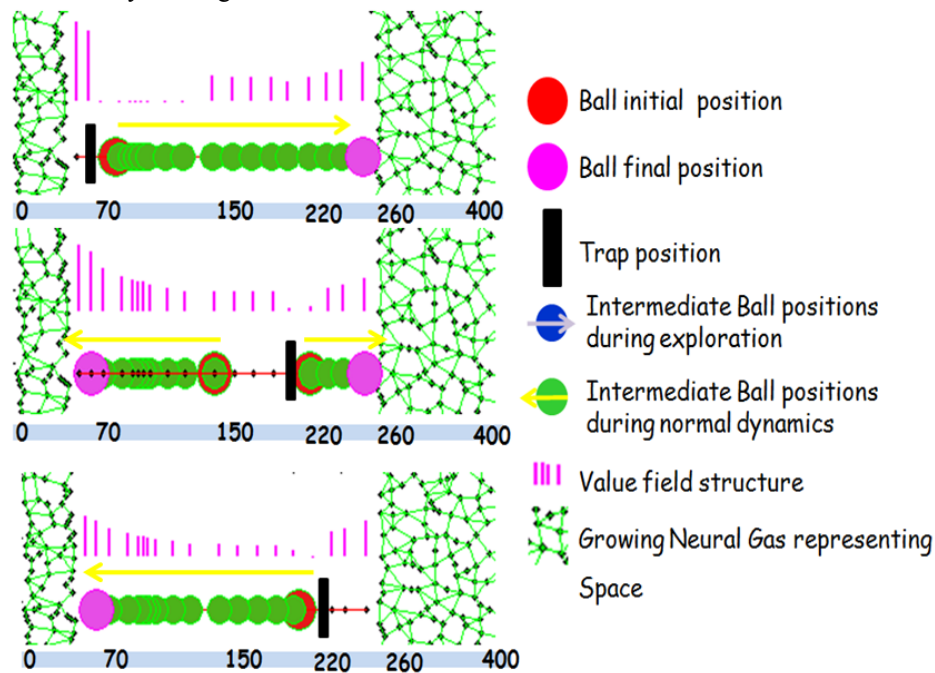 0 70 150 220 260 400
0 70 150 220 260 400
0 70 150 220 260 400
Ball initial position
Ball final position
Trap position
Intermediate Ball positions
during exploration
Intermediate Ball positions
during normal dynamics
Value field structure
Growing Neural Gas representing
Space